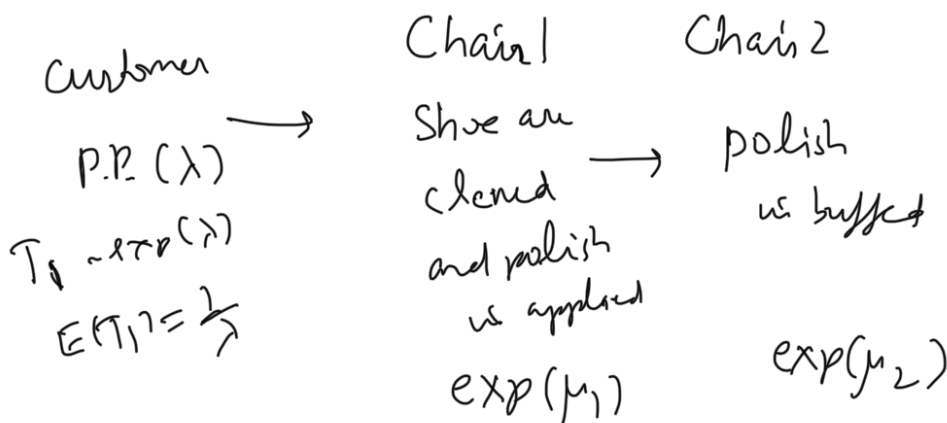 Customer
P.P. (λ)
T₁ ~ exp(λ)
E(T₁) = 1/λ
Chair 1
Shoe are
cleaned
and polish
is applied
exp(μ₁)
Chair 2
polish
is buffed
exp(μ₂)